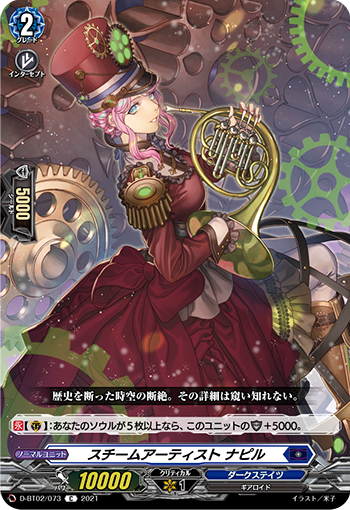 2
グレード
インターセプト
5000
シールド
歴史を断った時空の断絶。その詳細は窺い知れない。
永【】:あなたのソウルが5枚以上なら、このユニットの+5000。
ノーマルユニット
スチームアーティスト ナピル
パワー 10000
クリティカル
1
ダークステイツ
ギアロイド
D-BT02/073 C 2021
イラスト/米子